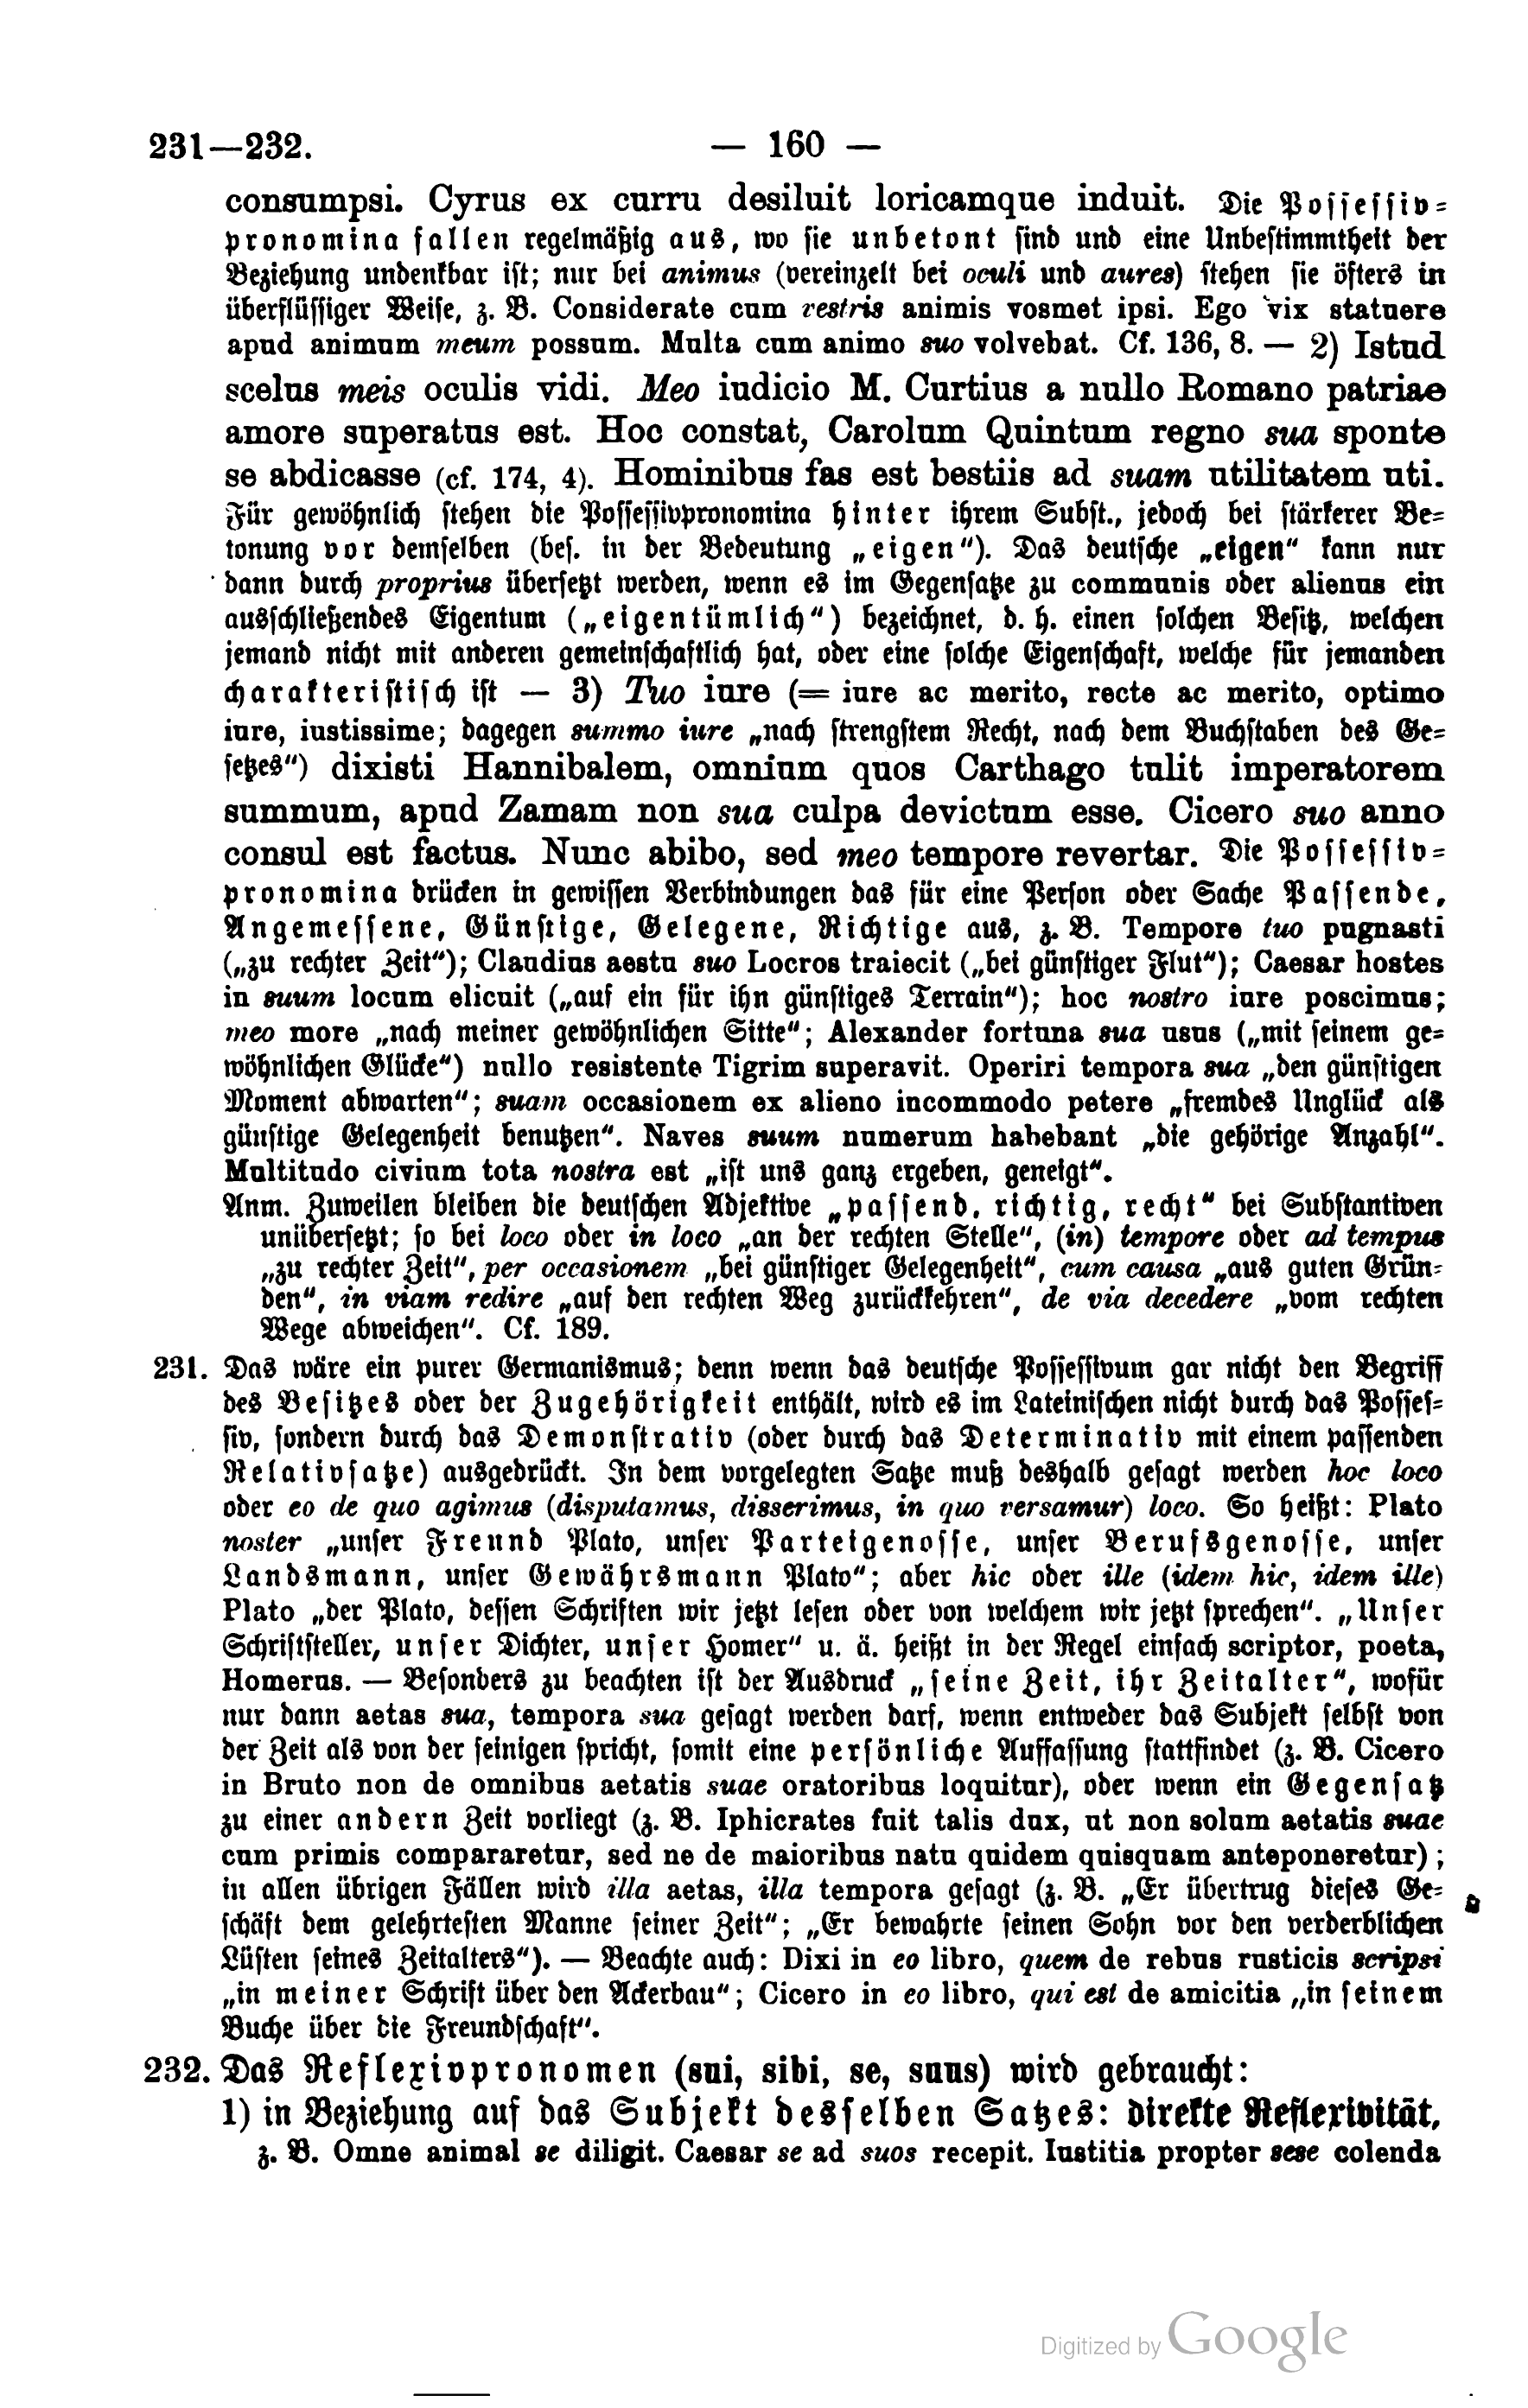 231—232. — 160 —
consumpsi. Cyrus ex curru desiluit loricamque induit. Die Possessiv-
pronomina fallen regelmäßig aus, wo sie unbetont sind und eine Unbestimmtheit der
Beziehung undenkbar ist; nur bei animus (vereinzelt bei oculi und aures) stehen sie öfters in
überflüssiger Weise, z. B. Considerate cum vestris animis vosmet ipsi. Ego vix statuere
apud animum meum possum. Multa cum animo suo volvebat. Cf. 136, 8. — 2) Istud
scelus meis oculis vidi. Meo iudicio M. Curtius a nullo Romano patriae
amore superatus est. Hoc constat, Carolum Quintum regno sua sponte
se abdicasse (cf. 174, 4). Hominibus fas est bestiis ad suam utilitatem uti.
Für gewöhnlich stehen die Possessivpronomina hinter ihrem Subst., jedoch bei stärkerer Be-
tonung vor demselben (bes. in der Bedeutung „eigen“). Das deutsche „eigen“ kann nur
dann durch proprius übersetzt werden, wenn es im Gegensatze zu communis oder alienus ein
ausschließendes Eigentum („eigentümlich“) bezeichnet, d. h. einen solchen Besitz, welchen
jemand nicht mit anderen gemeinschaftlich hat, oder eine solche Eigenschaft, welche für jemanden
charakteristisch ist — 3) Tuo iure (= iure ac merito, recte ac merito, optimo
iure, iustissime; dagegen summo iure „nach strengstem Recht, nach dem Buchstaben des Ge-
setzes“) dixisti Hannibalem, omnium quos Carthago tulit imperatorem
summum, apud Zamam non sua culpa devictum esse. Cicero suo anno
consul est factus. Nunc abibo, sed meo tempore revertar. Die Possessiv-
pronomina drücken in gewissen Verbindungen das für eine Person oder Sache Passende,
Angemessene, Günstige, Gelegene, Richtige aus, z. B. Tempore tuo pugnasti
(„zu rechter Zeit“); Claudius aestu suo Locros traiecit („bei günstiger Flut“); Caesar hostes
in suum locum elicuit („auf ein für ihn günstiges Terrain“); hoc nostro iure poscimus;
meo more „nach meiner gewöhnlichen Sitte“; Alexander fortuna sua usus („mit seinem ge-
wöhnlichen Glücke“) nullo resistente Tigrim superavit. Operiri tempora sua „den günstigen
Moment abwarten“; suam occasionem ex alieno incommodo petere „fremdes Unglück als
günstige Gelegenheit benutzen“. Naves suum numerum habebant „die gehörige Anzahl“.
Multitudo civium tota nostra est „ist uns ganz ergeben, geneigt“.
Anm. Zuweilen bleiben die deutschen Adjektive „passend, richtig, recht“ bei Substantiven
unübersetzt; so bei loco oder in loco „an der rechten Stelle“, (in) tempore oder ad tempus
„zu rechter Zeit“, per occasionem „bei günstiger Gelegenheit“, cum causa „aus guten Grün-
den“, in viam redire „auf den rechten Weg zurückkehren“, de via decedere „vom rechten
Wege abweichen“. Cf. 189.
231. Das wäre ein purer Germanismus; denn wenn das deutsche Possessivum gar nicht den Begriff
des Besitzes oder der Zugehörigkeit enthält, wird es im Lateinischen nicht durch das Posses-
siv, sondern durch das Demonstrativ (oder durch das Determinativ mit einem passenden
Relativsatze) ausgedrückt. In dem vorgelegten Satze muß deshalb gesagt werden hoc loco
oder eo de quo agimus (disputamus, disserimus, in quo versamur) loco. So heißt: Plato
noster „unser Freund Plato, unser Parteigenosse, unser Berufsgenosse, unser
Landsmann, unser Gewährsmann Plato“; aber hic oder ille (idem hic, idem ille)
Plato „der Plato, dessen Schriften wir jetzt lesen oder von welchem wir jetzt sprechen“. „Unser
Schriftsteller, unser Dichter, unser Homer“ u. ä. heißt in der Regel einfach scriptor, poeta,
Homerus. — Besonders zu beachten ist der Ausdruck „seine Zeit, ihr Zeitalter“, wofür
nur dann aetas sua, tempora sua gesagt werden darf, wenn entweder das Subjekt selbst von
der Zeit als von der seinigen spricht, somit eine persönliche Auffassung stattfindet (z. B. Cicero
in Bruto non de omnibus aetatis suae oratoribus loquitur), oder wenn ein Gegensatz
zu einer andern Zeit vorliegt (z. B. Iphicrates fuit talis dux, ut non solum aetatis suae
cum primis compararetur, sed ne de maioribus natu quidem quisquam anteponeretur);
in allen übrigen Fällen wird illa aetas, illa tempora gesagt (z. B. „Er übertrug dieses Ge-
schäft dem gelehrtesten Manne seiner Zeit“; „Er bewahrte seinen Sohn vor den verderblichen
Lüsten seines Zeitalters“). — Beachte auch: Dixi in eo libro, quem de rebus rusticis scripsi
„in meiner Schrift über den Ackerbau“; Cicero in eo libro, qui est de amicitia „in seinem
Buche über die Freundschaft“.
232. Das Reflexivpronomen (sui, sibi, se, suus) wird gebraucht:
1) in Beziehung auf das Subjekt desselben Satzes: direkte Reflexivität,
z. B. Omne animal se diligit. Caesar se ad suos recepit. Iustitia propter sese colenda
Digitized by Google